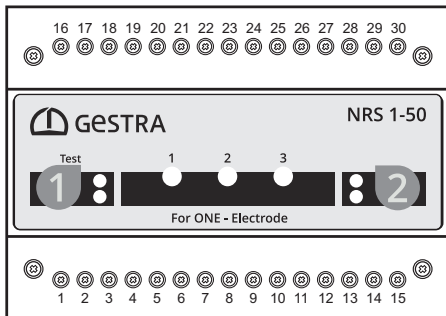 16 17 18 19 20 21 22 23 24 25 26 27 28 29 30
GESTRA
NRS 1-50
Test
1 2 3
1 2
For ONE - Electrode
1 2 3 4 5 6 7 8 9 10 11 12 13 14 15